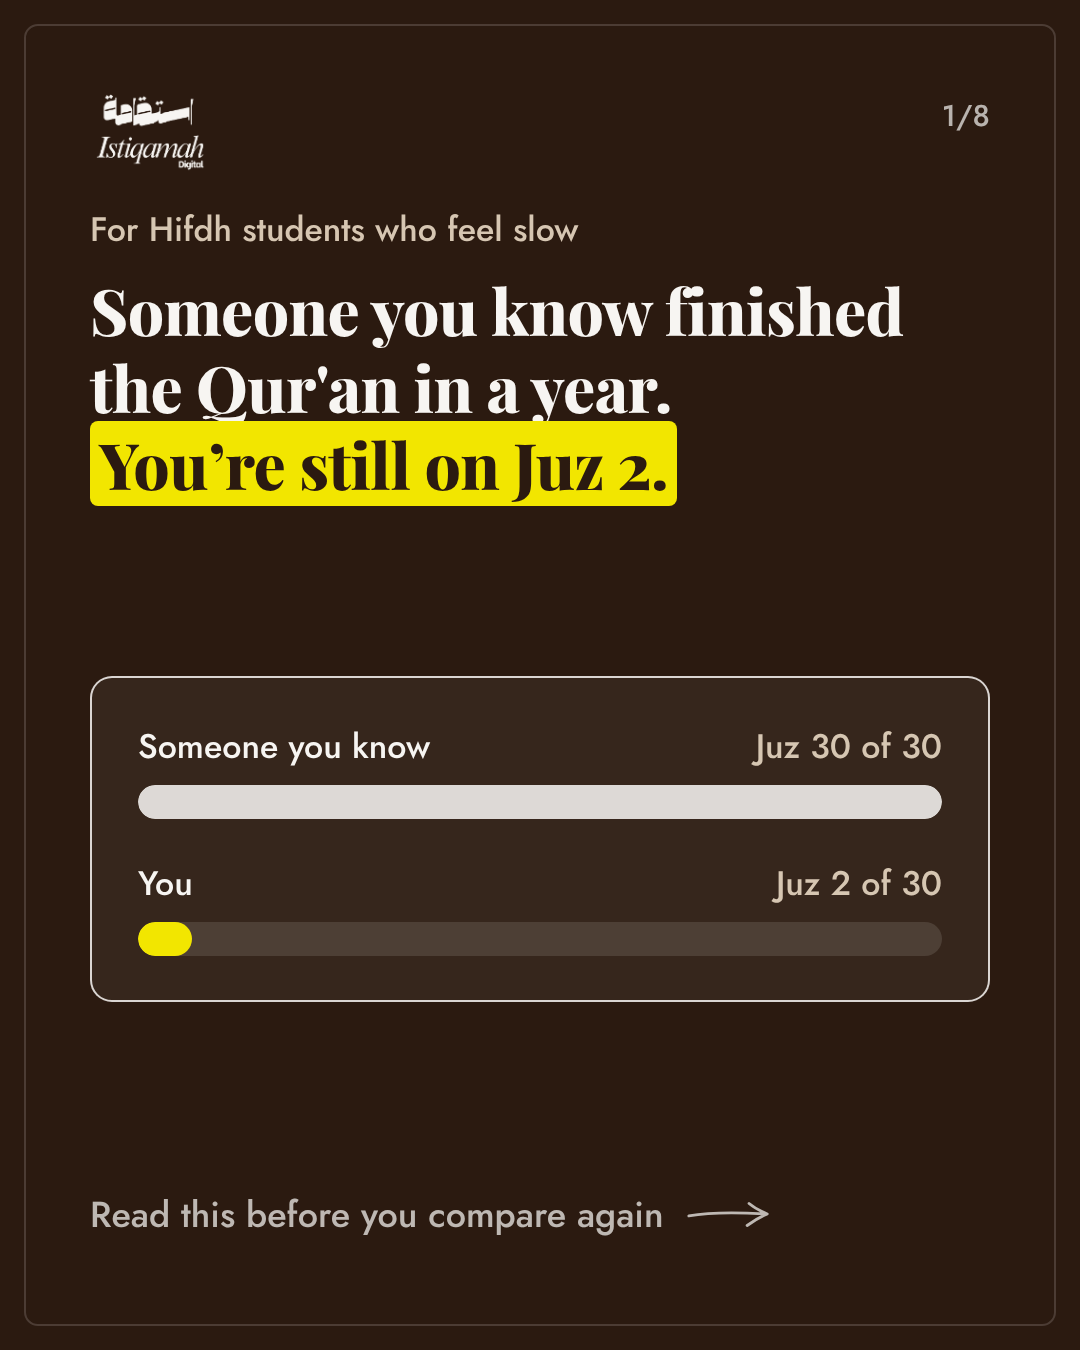 استقامة
Istiqamah
Digital
1/8
For Hifdh students who feel slow
Someone you know finished
the Qur'an in a year.
You’re still on Juz 2.
Someone you know
Juz 30 of 30
You
Juz 2 of 30
Read this before you compare again